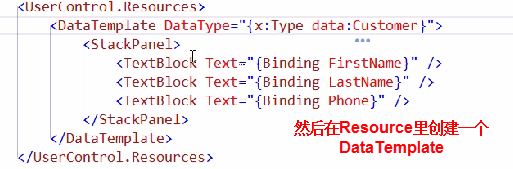 <UserControl.Resources>
<DataTemplate DataType="{x:Type data:Customer}">
<StackPanel>
<TextBlock Text="{Binding FirstName}" />
<TextBlock Text="{Binding LastName}" />
<TextBlock Text="{Binding Phone}" />
</StackPanel>
</DataTemplate>
</UserControl.Resources>
然后在Resource里创建一个
DataTemplate